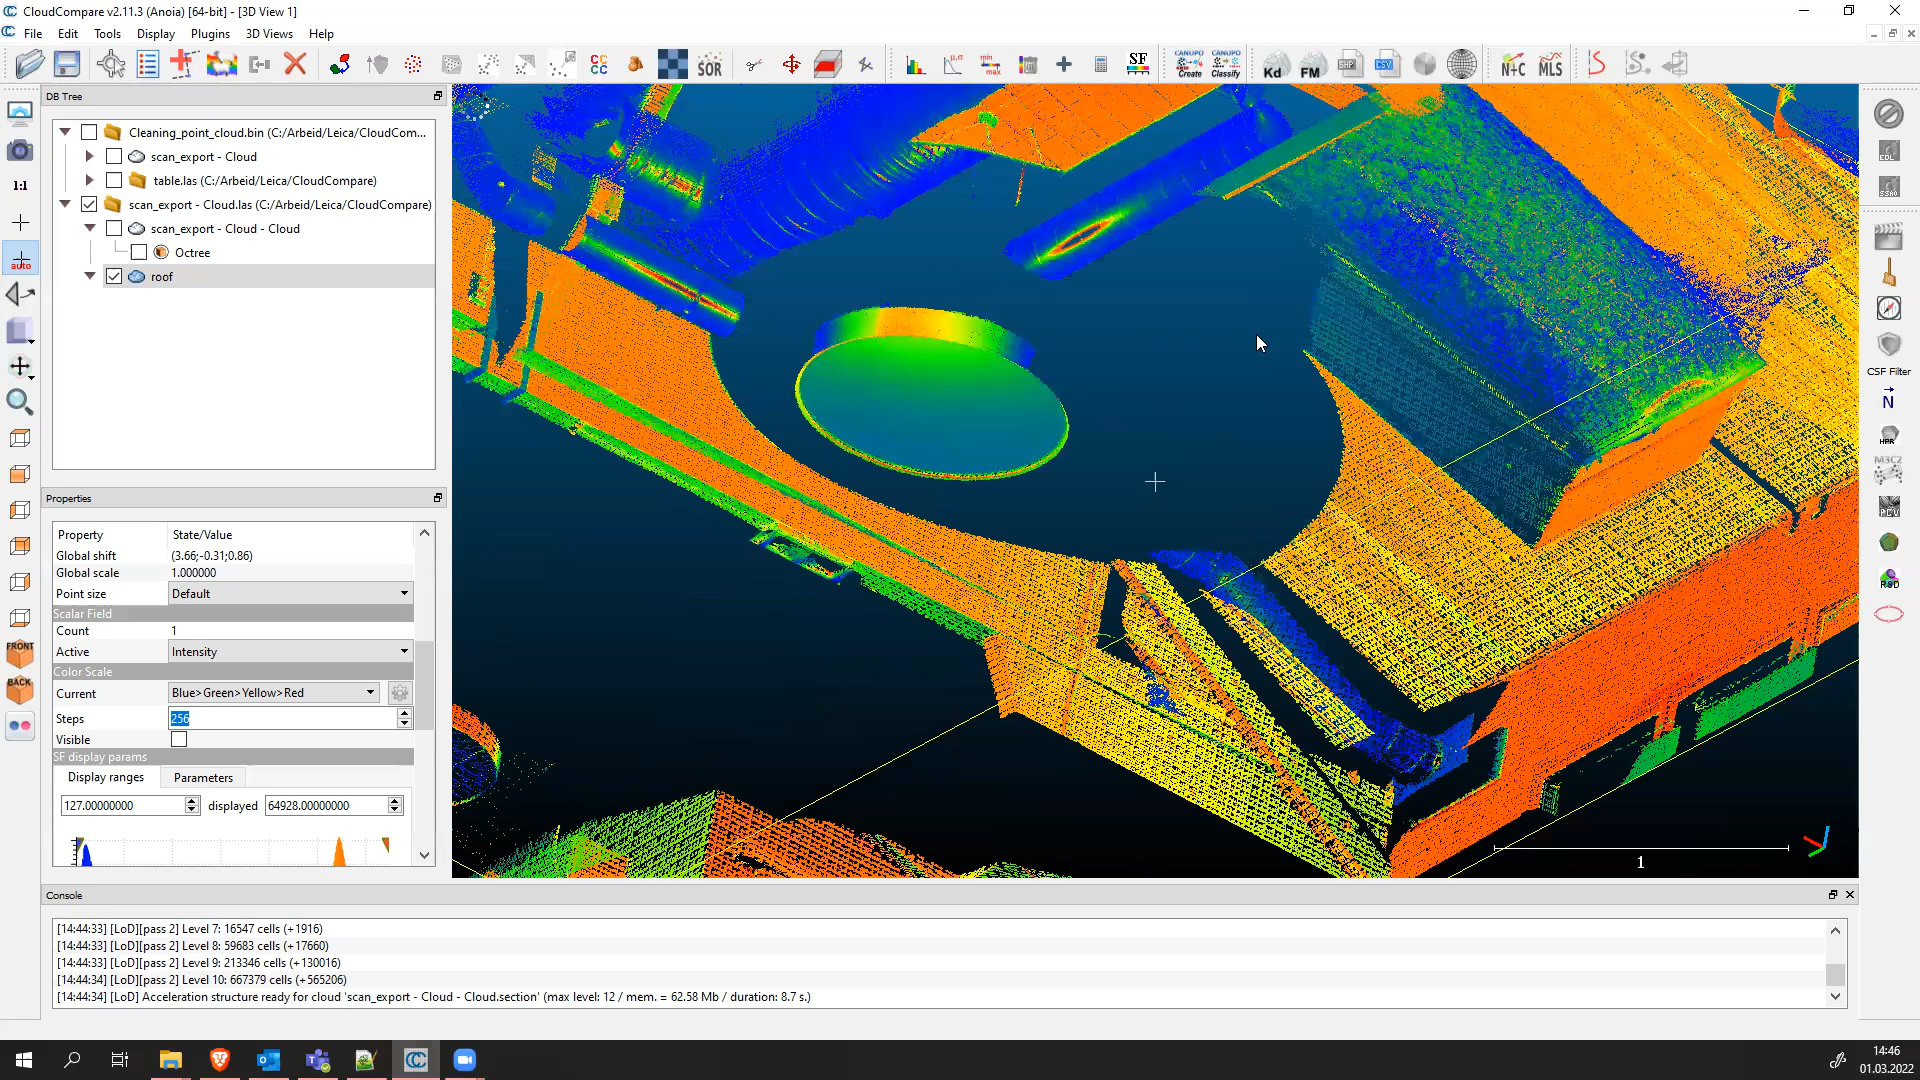 CloudCompare v2.11.3 (Anoia) [64-bit] - [3D View 1]
File Edit Tools Display Plugins 3D Views Help
SOR
SF
CANUPO Create
CANUPO Classify
Kd
FM
SHP
CSV
N+C
MLS
DB Tree
Cleaning_point_cloud.bin (C:/Arbeid/Leica/CloudCom...
scan_export - Cloud
table.las (C:/Arbeid/Leica/CloudCompare)
scan_export - Cloud.las (C:/Arbeid/Leica/CloudCompare)
scan_export - Cloud - Cloud
Octree
roof
1:1
auto
FRONT
BACK
Properties
Property State/Value
Global shift (3.66;-0.31;0.86)
Global scale 1.000000
Point size Default
Scalar Field
Count 1
Active Intensity
Color Scale
Current Blue>Green>Yellow>Red
Steps 256
Visible
SF display params
Display ranges Parameters
127.00000000 displayed 64928.00000000
1
EDL
SSAO
CSF Filter
N
HPR
M3C2
PCV
RSD
Console
[14:44:33] [LoD][pass 2] Level 7: 16547 cells (+1916)
[14:44:33] [LoD][pass 2] Level 8: 59683 cells (+17660)
[14:44:33] [LoD][pass 2] Level 9: 213346 cells (+130016)
[14:44:34] [LoD][pass 2] Level 10: 667379 cells (+565206)
[14:44:34] [LoD] Acceleration structure ready for cloud 'scan_export - Cloud - Cloud.section' (max level: 12 / mem. = 62.58 Mb / duration: 8.7 s.)
14:46
01.03.2022